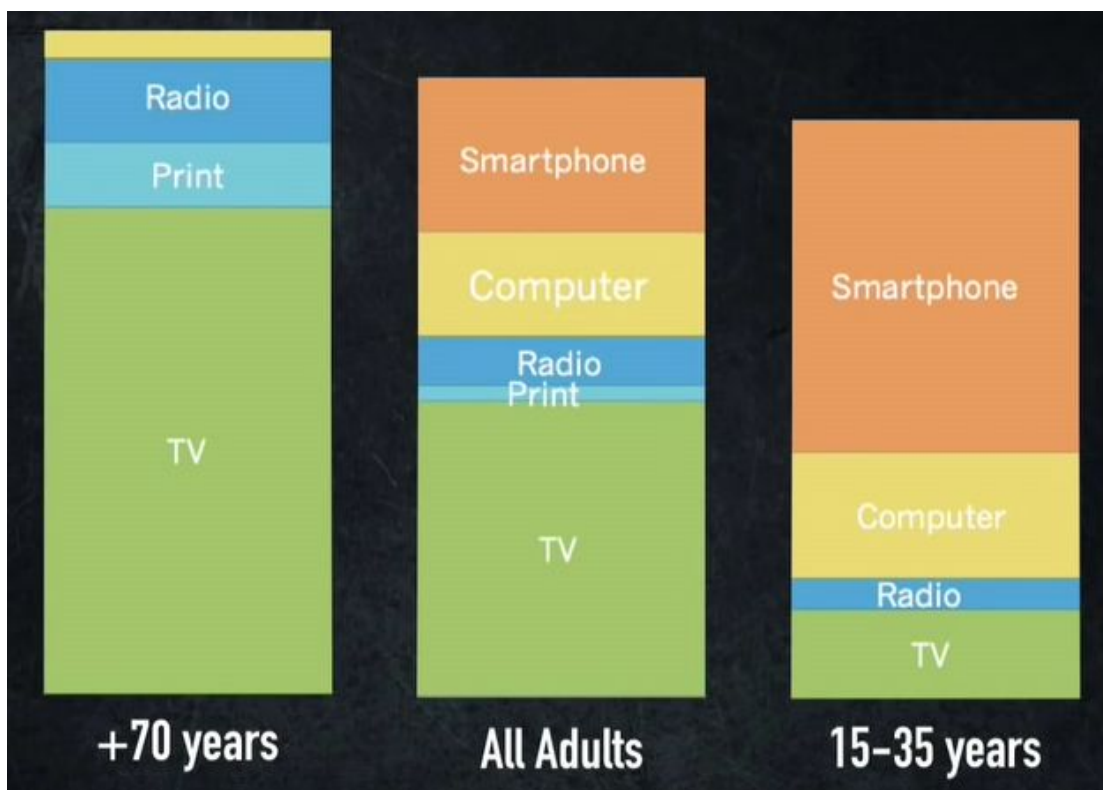 Radio
Print
TV
+70 years
Smartphone
Computer
Radio
Print
TV
All Adults
Smartphone
Computer
Radio
TV
15-35 years